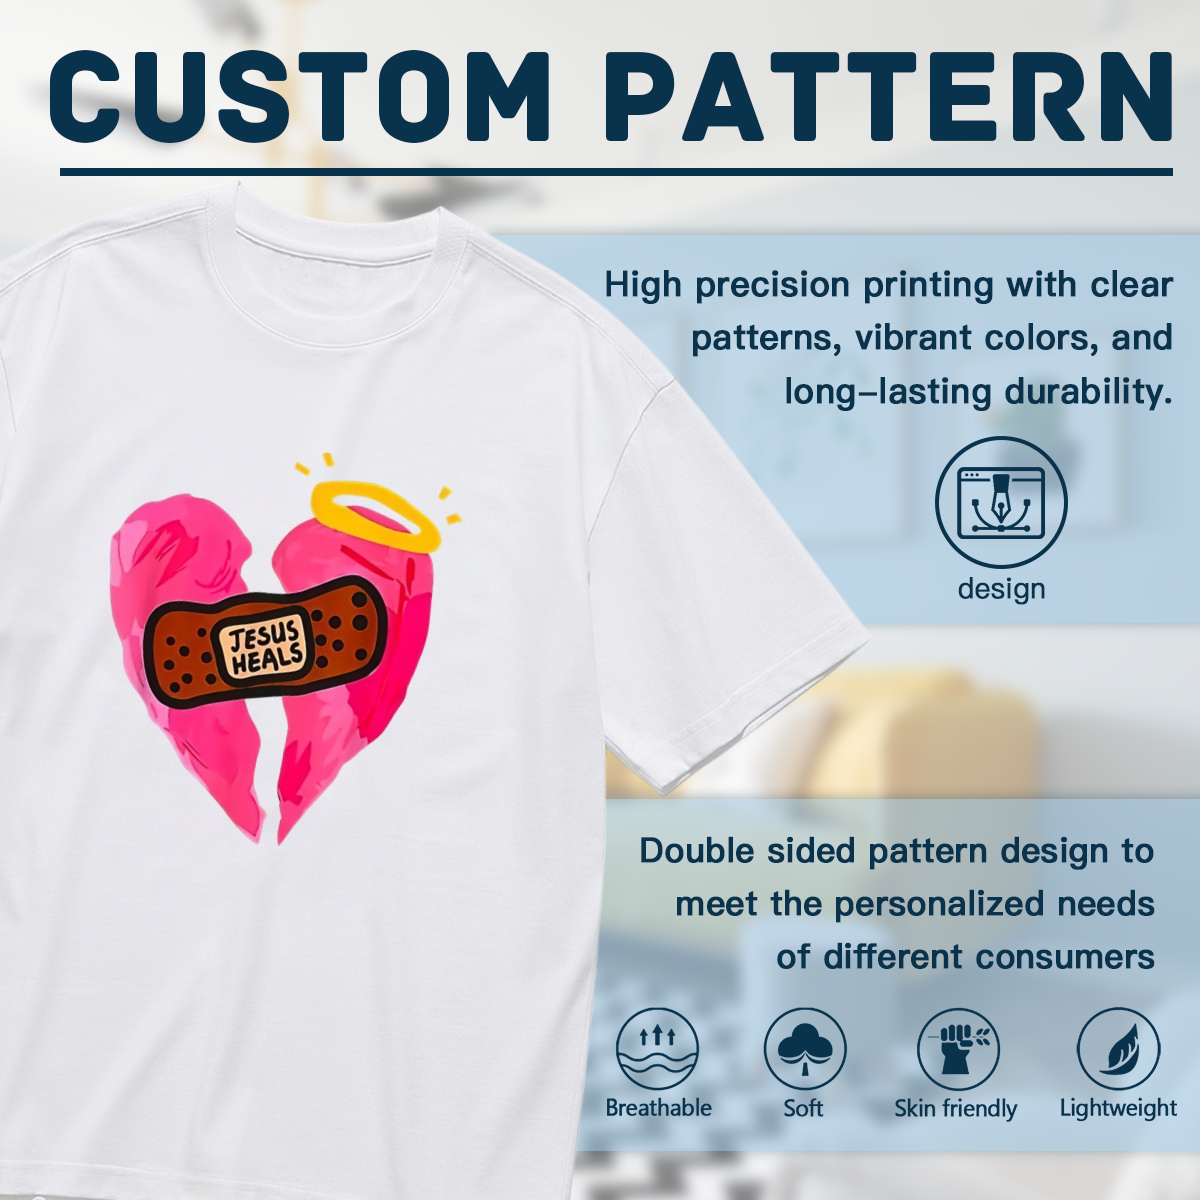 CUSTOM PATTERN
High precision printing with clear
patterns, vibrant colors, and
long-lasting durability.
design
JESUS
HEALS
Double sided pattern design to
meet the personalized needs
of different consumers
Breathable
Soft
Skin friendly
Lightweight